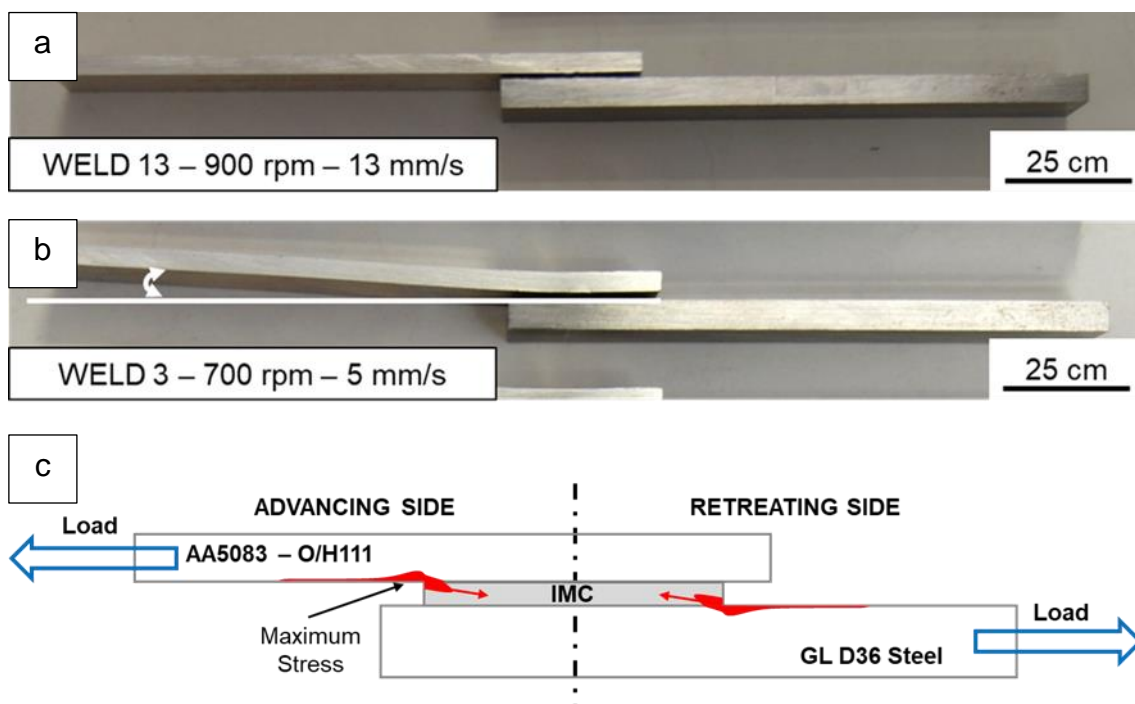 a
WELD 13 – 900 rpm – 13 mm/s
25 cm
b
WELD 3 – 700 rpm – 5 mm/s
25 cm
c
ADVANCING SIDE
RETREATING SIDE
Load
AA5083 – O/H111
IMC
Maximum
Stress
Load
GL D36 Steel